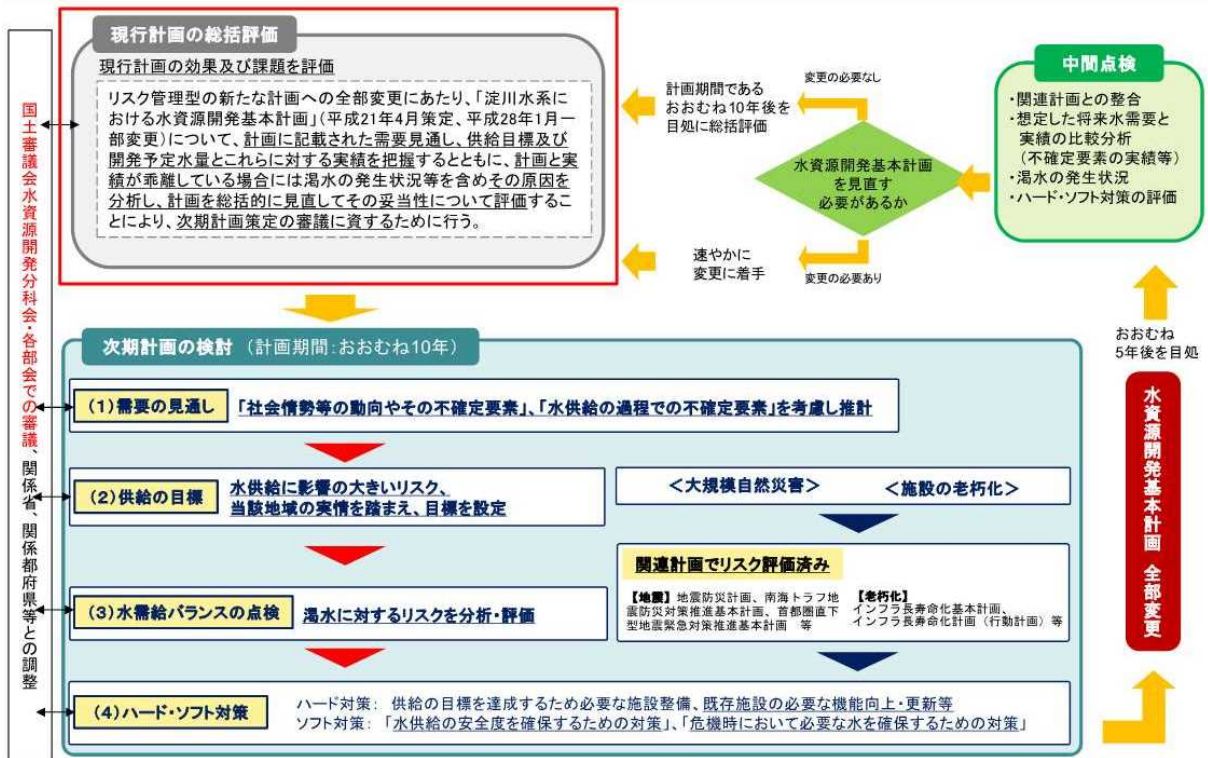 現行計画の総括評価
現行計画の効果及び課題を評価
リスク管理型の新たな計画への全部変更にあたり、「淀川水系に
おける水資源開発基本計画」(平成21年4月策定、平成28年1月一
部変更)について、計画に記載された需要見通し、供給目標及び
開発予定水量とこれらに対する実績を把握するとともに、計画と実
績が乖離している場合には渇水の発生状況等を含めその原因を
分析し、計画を総括的に見直してその妥当性について評価するこ
とにより、次期計画策定の審議に資するために行う。
計画期間である
おおむね10年後を
目処に総括評価
変更の必要なし
水資源開発基本計画
を見直す
必要があるか
速やかに
変更に着手
変更の必要あり
中間点検
・関連計画との整合
・想定した将来水需要と
実績の比較分析
(不確定要素の実績等)
・渇水の発生状況
・ハード・ソフト対策の評価
おおむね
5年後を目処
水資源開発基本計画 全部変更
国土審議会水資源開発分科会・各部会での審議、関係省、関係都府県等との調整
次期計画の検討 (計画期間:おおむね10年)
(1)需要の見通し
「社会情勢等の動向やその不確定要素」、「水供給の過程での不確定要素」を考慮し推計
(2)供給の目標
水供給に影響の大きいリスク、
当該地域の実情を踏まえ、目標を設定
<大規模自然災害>
<施設の老朽化>
関連計画でリスク評価済み
【地震】地震防災計画、南海トラフ地
震防災対策推進基本計画、首都圏直下
型地震緊急対策推進基本計画 等
【老朽化】
インフラ長寿命化基本計画、
インフラ長寿命化計画(行動計画)等
(3)水需給バランスの点検
渇水に対するリスクを分析・評価
(4)ハード・ソフト対策
ハード対策: 供給の目標を達成するため必要な施設整備、既存施設の必要な機能向上・更新等
ソフト対策:「水供給の安全度を確保するための対策」、「危機時において必要な水を確保するための対策」